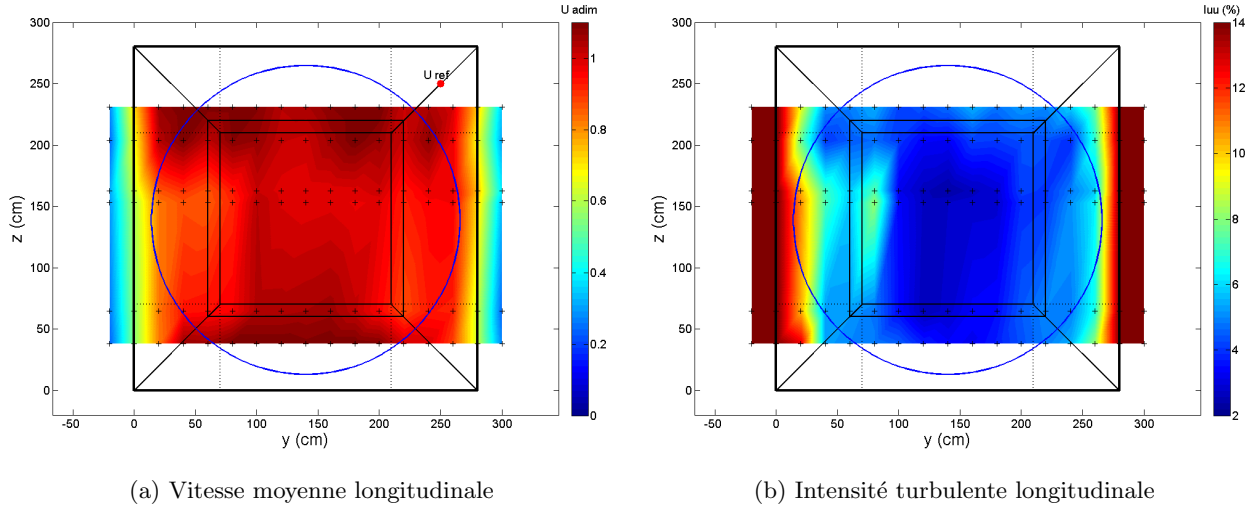 U adim
300
250
200
150
100
50
0
z (cm)
U ref
1
0.8
0.6
0.4
0.2
0
-50 0 50 100 150 200 250 300
y (cm)
(a) Vitesse moyenne longitudinale
Iuu (%)
300
250
200
150
100
50
0
z (cm)
14
12
10
8
6
4
2
-50 0 50 100 150 200 250 300
y (cm)
(b) Intensité turbulente longitudinale